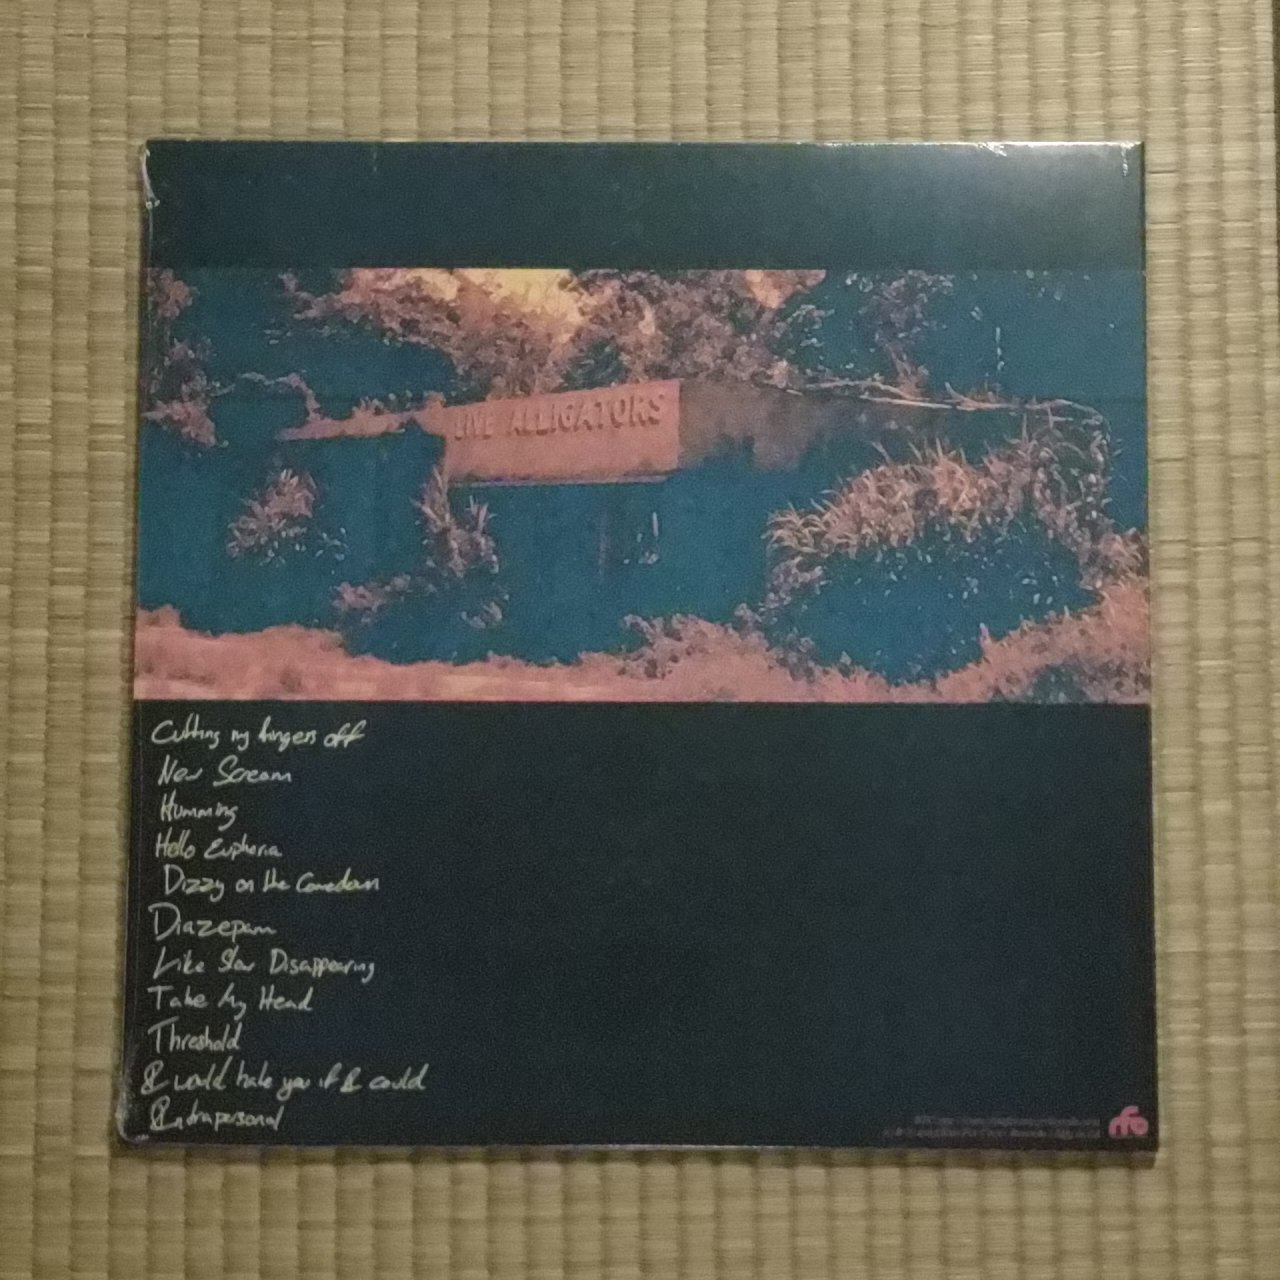 LIVE ALLIGATORS
Cutting my fingers off
New Scream
Humming
Hello Euphoria
Dizzy on the Comedown
Diazepam
Like Slow Disappearing
Take My Head
Threshold
I would hate you if I could
Intrapersonal
rfc